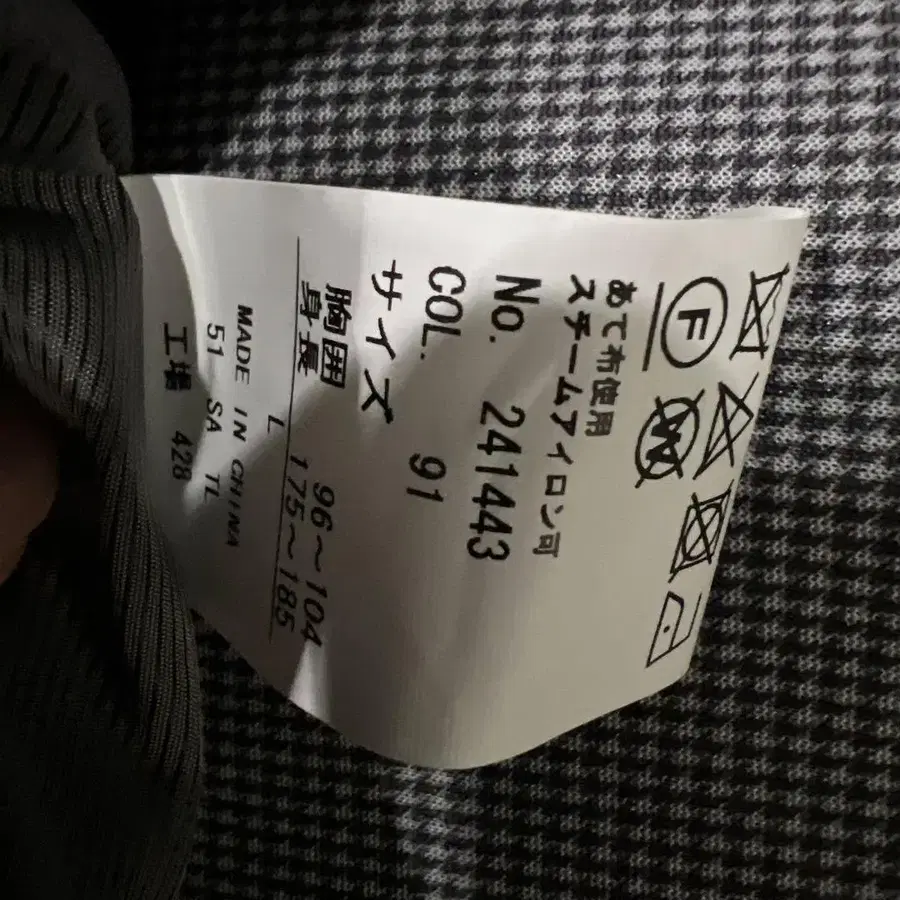 F
W
あて布使用
スチームアイロン可
No. 241443
COL. 91
サイズ
胸囲 96～104
身長 175～185
L
MADE IN CHINA
51 SA TL
工場 428